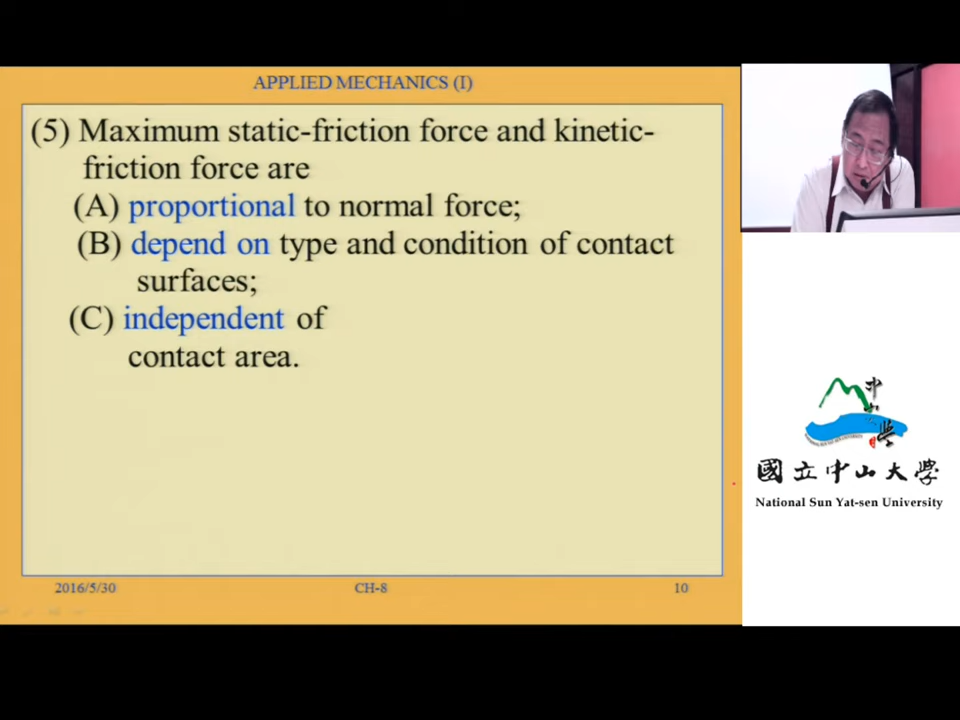 APPLIED MECHANICS (I)
(5) Maximum static-friction force and kinetic-
friction force are
(A) proportional to normal force;
(B) depend on type and condition of contact
surfaces;
(C) independent of
contact area.
2016/5/30
CH-8
10
國立中山大學
National Sun Yat-sen University